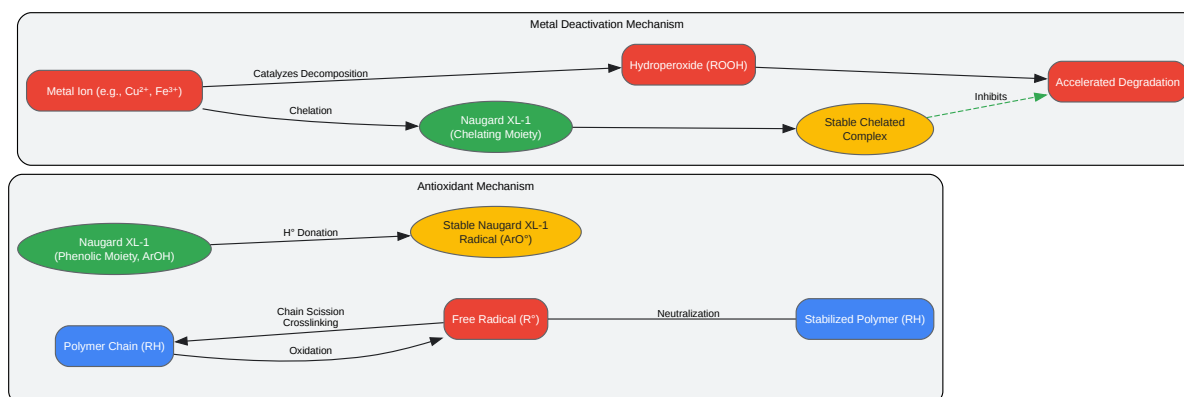 Metal Deactivation Mechanism
Metal Ion (e.g., Cu²⁺, Fe³⁺)
Catalyzes Decomposition
Hydroperoxide (ROOH)
Accelerated Degradation
Chelation
Naugard XL-1
(Chelating Moiety)
Stable Chelated
Complex
Inhibits
Antioxidant Mechanism
Naugard XL-1
(Phenolic Moiety, ArOH)
H° Donation
Stable Naugard XL-1
Radical (ArO°)
Polymer Chain (RH)
Chain Scission
Crosslinking
Oxidation
Free Radical (R°)
Neutralization
Stabilized Polymer (RH)